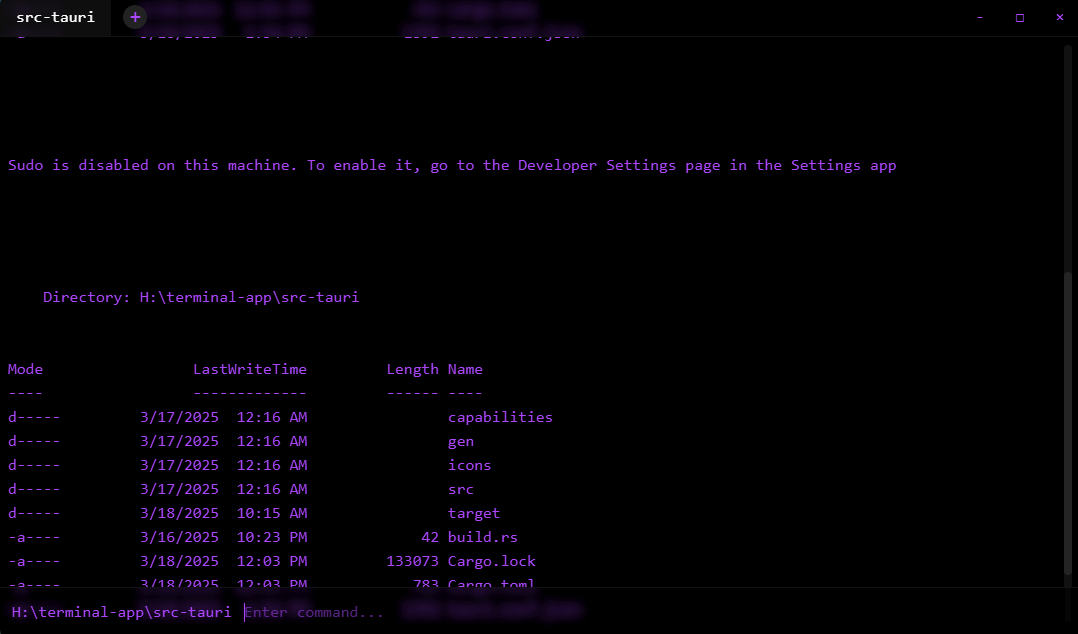 src-tauri + - □ ×
Sudo is disabled on this machine. To enable it, go to the Developer Settings page in the Settings app
Directory: H:\terminal-app\src-tauri
Mode LastWriteTime Length Name
---- ------------- ------ ----
d----- 3/17/2025 12:16 AM capabilities
d----- 3/17/2025 12:16 AM gen
d----- 3/17/2025 12:16 AM icons
d----- 3/17/2025 12:16 AM src
d----- 3/18/2025 10:15 AM target
-a---- 3/16/2025 10:23 PM 42 build.rs
-a---- 3/18/2025 12:03 PM 133073 Cargo.lock
-a---- 3/18/2025 12:03 PM 783 Cargo.toml
H:\terminal-app\src-tauri Enter command...